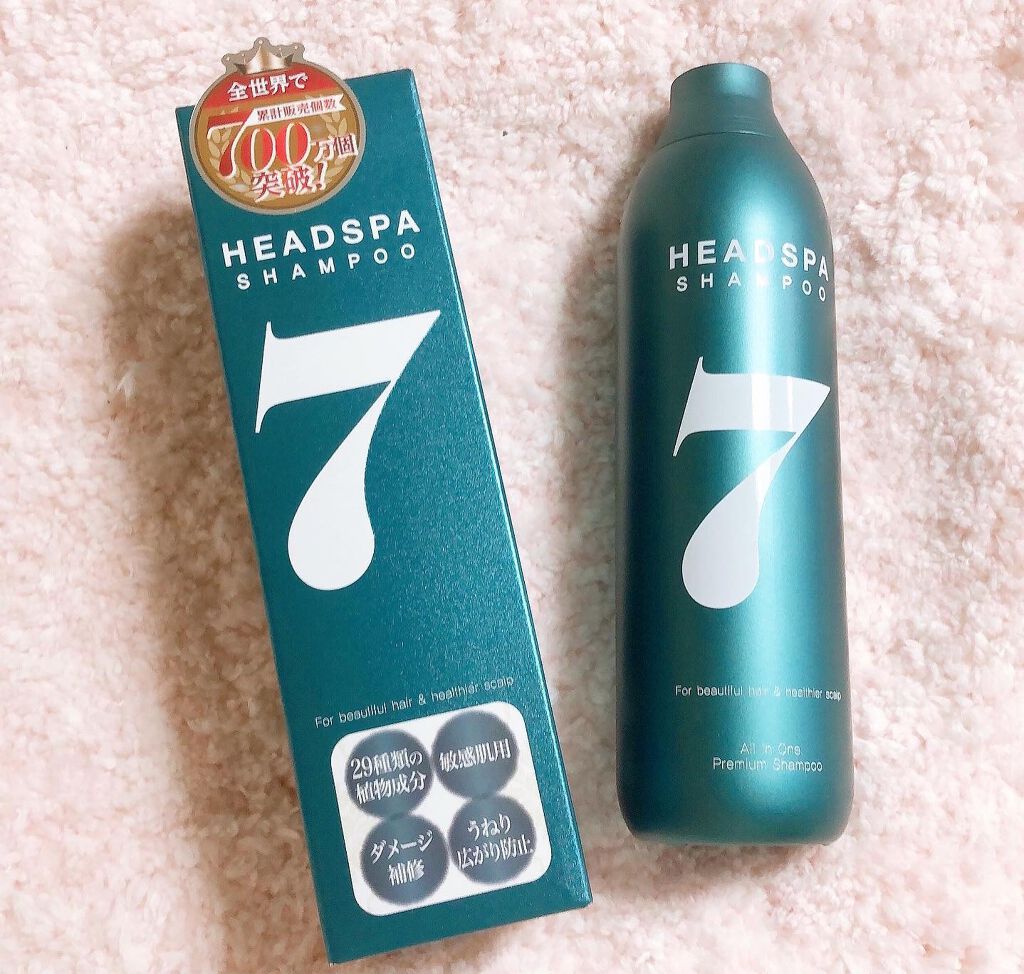 全世界で
累計販売個数
700万個
突破!
HEADSPA
SHAMPOO
7
For beautiful hair & healthier scalp
29種類の
植物成分
敏感肌用
ダメージ
補修
うねり
広がり防止
HEADSPA
SHAMPOO
7
For beautiful hair & healthier scalp
All In One
Premium Shampoo